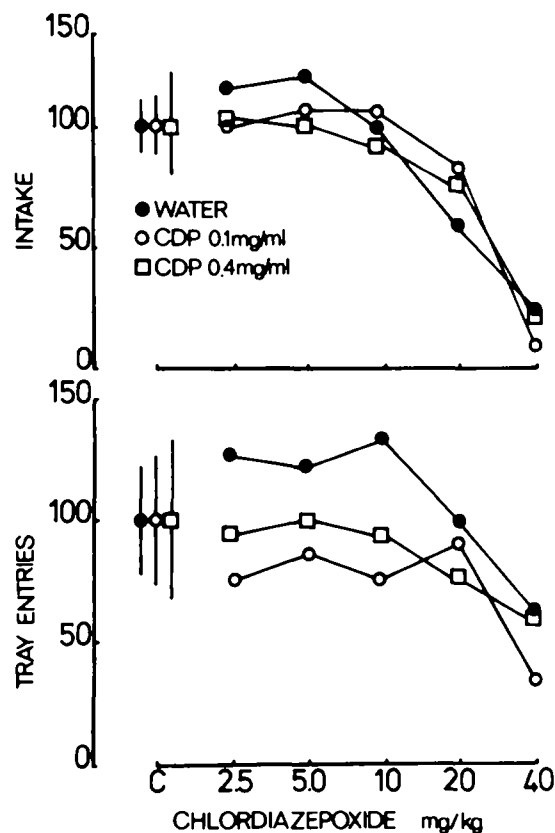 150
100
50
0
INTAKE
WATER
CDP 0.1mg/ml
CDP 0.4mg/ml
150
100
50
0
TRAY ENTRIES
C 2.5 5.0 10 20 40
CHLORDIAZEPOXIDE mg/kg